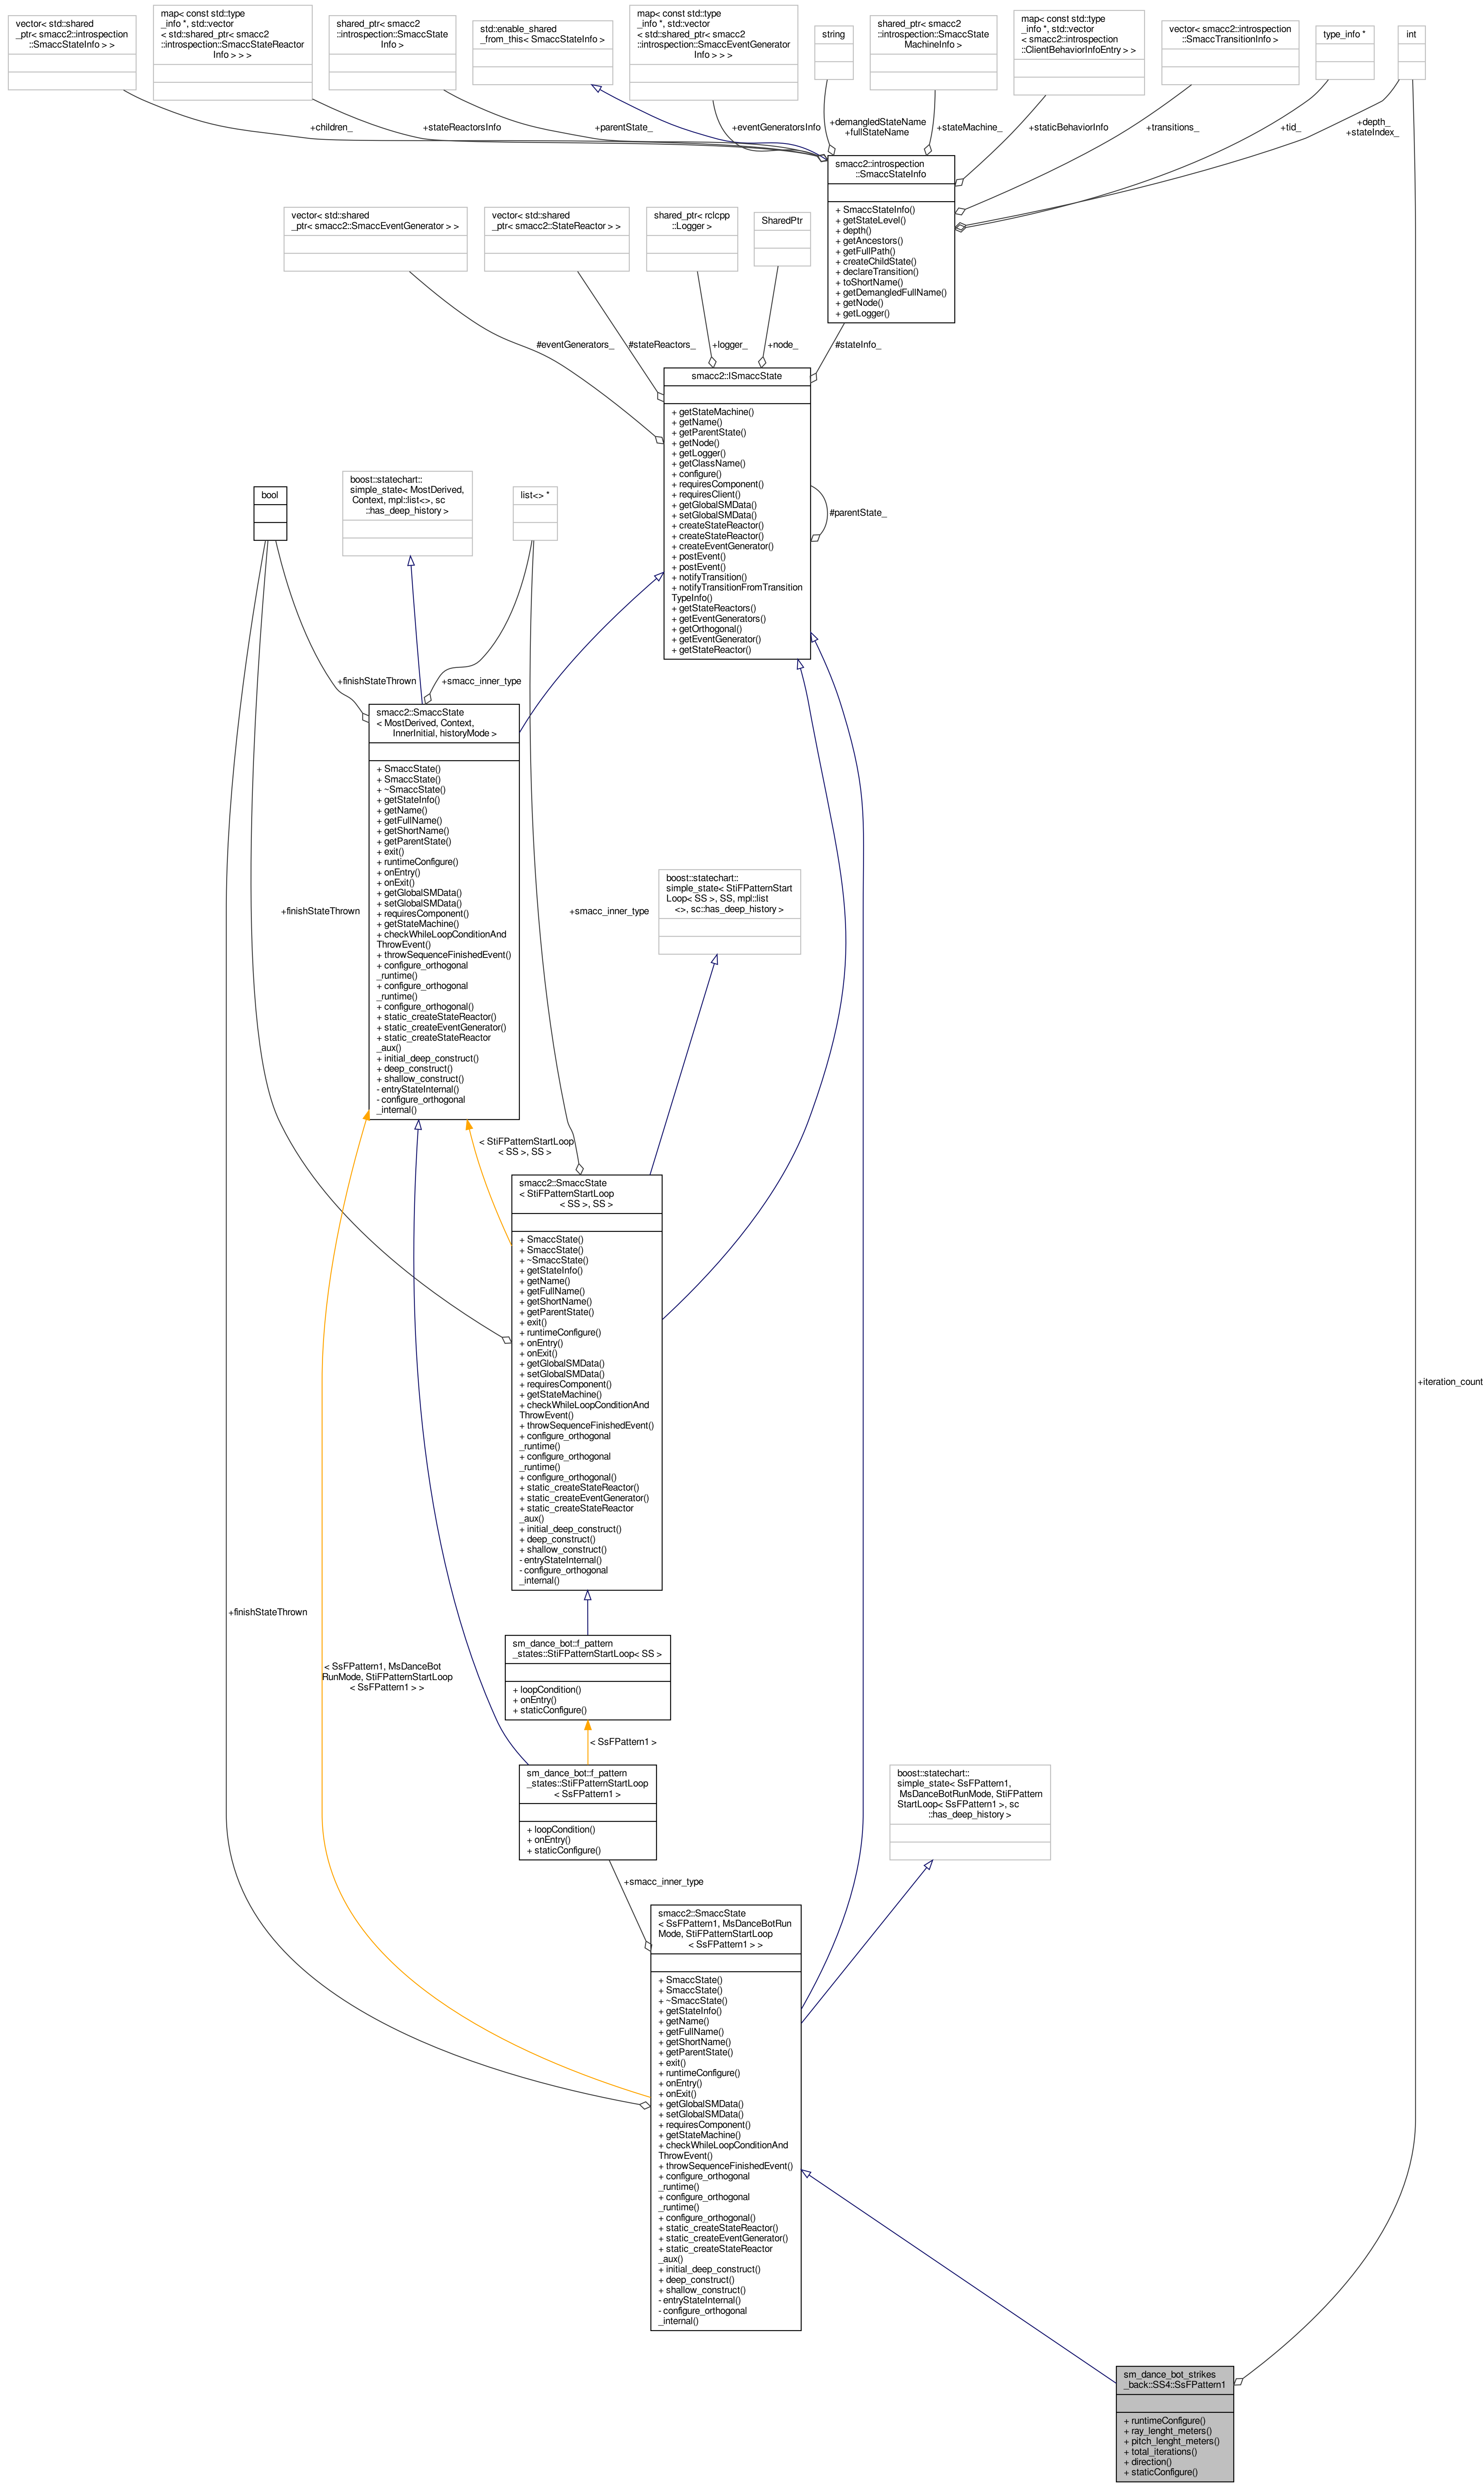 vector< std::shared
_ptr< smacc2::introspection
::SmaccStateInfo > >
map< const std::type
_info *, std::vector
< std::shared_ptr< smacc2
::introspection::SmaccStateReactor
Info > > >
shared_ptr< smacc2
::introspection::SmaccState
Info >
std::enable_shared
_from_this< SmaccStateInfo >
map< const std::type
_info *, std::vector
< std::shared_ptr< smacc2
::introspection::SmaccEventGenerator
Info > > >
string
shared_ptr< smacc2
::introspection::SmaccState
MachineInfo >
map< const std::type
_info *, std::vector
< smacc2::introspection
::ClientBehaviorInfoEntry > >
vector< smacc2::introspection
::SmaccTransitionInfo >
type_info *
int
+children_
+stateReactorsInfo
+parentState_
+eventGeneratorsInfo
+demangledStateName
+fullStateName
+stateMachine_
+staticBehaviorInfo
+transitions_
+tid_
+depth_
+stateIndex_
smacc2::introspection
::SmaccStateInfo
+ SmaccStateInfo()
+ getStateLevel()
+ depth()
+ getAncestors()
+ getFullPath()
+ createChildState()
+ declareTransition()
+ toShortName()
+ getDemangledFullName()
+ getNode()
+ getLogger()
vector< std::shared
_ptr< smacc2::SmaccEventGenerator > >
vector< std::shared
_ptr< smacc2::StateReactor > >
shared_ptr< rclcpp
::Logger >
SharedPtr
#eventGenerators_
#stateReactors_
+logger_
+node_
#stateInfo_
smacc2::ISmaccState
+ getStateMachine()
+ getName()
+ getParentState()
+ getNode()
+ getLogger()
+ getClassName()
+ configure()
+ requiresComponent()
+ requiresClient()
+ getGlobalSMData()
+ setGlobalSMData()
+ createStateReactor()
+ createStateReactor()
+ createEventGenerator()
+ postEvent()
+ postEvent()
+ notifyTransition()
+ notifyTransitionFromTransition
TypeInfo()
+ getStateReactors()
+ getEventGenerators()
+ getOrthogonal()
+ getEventGenerator()
+ getStateReactor()
#parentState_
bool
boost::statechart::
simple_state< MostDerived,
Context, mpl::list<>, sc
::has_deep_history >
list<> *
+finishStateThrown
+smacc_inner_type
smacc2::SmaccState
< MostDerived, Context,
InnerInitial, historyMode >
+ SmaccState()
+ SmaccState()
+ ~SmaccState()
+ getStateInfo()
+ getName()
+ getFullName()
+ getShortName()
+ getParentState()
+ exit()
+ runtimeConfigure()
+ onEntry()
+ onExit()
+ getGlobalSMData()
+ setGlobalSMData()
+ requiresComponent()
+ getStateMachine()
+ checkWhileLoopConditionAnd
ThrowEvent()
+ throwSequenceFinishedEvent()
+ configure_orthogonal
_runtime()
+ configure_orthogonal
_runtime()
+ configure_orthogonal()
+ static_createStateReactor()
+ static_createEventGenerator()
+ static_createStateReactor
_aux()
+ initial_deep_construct()
+ deep_construct()
+ shallow_construct()
- entryStateInternal()
- configure_orthogonal
_internal()
+finishStateThrown
+smacc_inner_type
boost::statechart::
simple_state< StiFPatternStart
Loop< SS >, SS, mpl::list
<>, sc::has_deep_history >
< StiFPatternStartLoop
< SS >, SS >
smacc2::SmaccState
< StiFPatternStartLoop
< SS >, SS >
+ SmaccState()
+ SmaccState()
+ ~SmaccState()
+ getStateInfo()
+ getName()
+ getFullName()
+ getShortName()
+ getParentState()
+ exit()
+ runtimeConfigure()
+ onEntry()
+ onExit()
+ getGlobalSMData()
+ setGlobalSMData()
+ requiresComponent()
+ getStateMachine()
+ checkWhileLoopConditionAnd
ThrowEvent()
+ throwSequenceFinishedEvent()
+ configure_orthogonal
_runtime()
+ configure_orthogonal
_runtime()
+ configure_orthogonal()
+ static_createStateReactor()
+ static_createEventGenerator()
+ static_createStateReactor
_aux()
+ initial_deep_construct()
+ deep_construct()
+ shallow_construct()
- entryStateInternal()
- configure_orthogonal
_internal()
+iteration_count
+finishStateThrown
< SsFPattern1, MsDanceBot
RunMode, StiFPatternStartLoop
< SsFPattern1 > >
sm_dance_bot::f_pattern
_states::StiFPatternStartLoop< SS >
+ loopCondition()
+ onEntry()
+ staticConfigure()
< SsFPattern1 >
sm_dance_bot::f_pattern
_states::StiFPatternStartLoop
< SsFPattern1 >
+ loopCondition()
+ onEntry()
+ staticConfigure()
boost::statechart::
simple_state< SsFPattern1,
MsDanceBotRunMode, StiFPattern
StartLoop< SsFPattern1 >, sc
::has_deep_history >
+smacc_inner_type
smacc2::SmaccState
< SsFPattern1, MsDanceBotRun
Mode, StiFPatternStartLoop
< SsFPattern1 > >
+ SmaccState()
+ SmaccState()
+ ~SmaccState()
+ getStateInfo()
+ getName()
+ getFullName()
+ getShortName()
+ getParentState()
+ exit()
+ runtimeConfigure()
+ onEntry()
+ onExit()
+ getGlobalSMData()
+ setGlobalSMData()
+ requiresComponent()
+ getStateMachine()
+ checkWhileLoopConditionAnd
ThrowEvent()
+ throwSequenceFinishedEvent()
+ configure_orthogonal
_runtime()
+ configure_orthogonal
_runtime()
+ configure_orthogonal()
+ static_createStateReactor()
+ static_createEventGenerator()
+ static_createStateReactor
_aux()
+ initial_deep_construct()
+ deep_construct()
+ shallow_construct()
- entryStateInternal()
- configure_orthogonal
_internal()
sm_dance_bot_strikes
_back::SS4::SsFPattern1
+ runtimeConfigure()
+ ray_lenght_meters()
+ pitch_lenght_meters()
+ total_iterations()
+ direction()
+ staticConfigure()